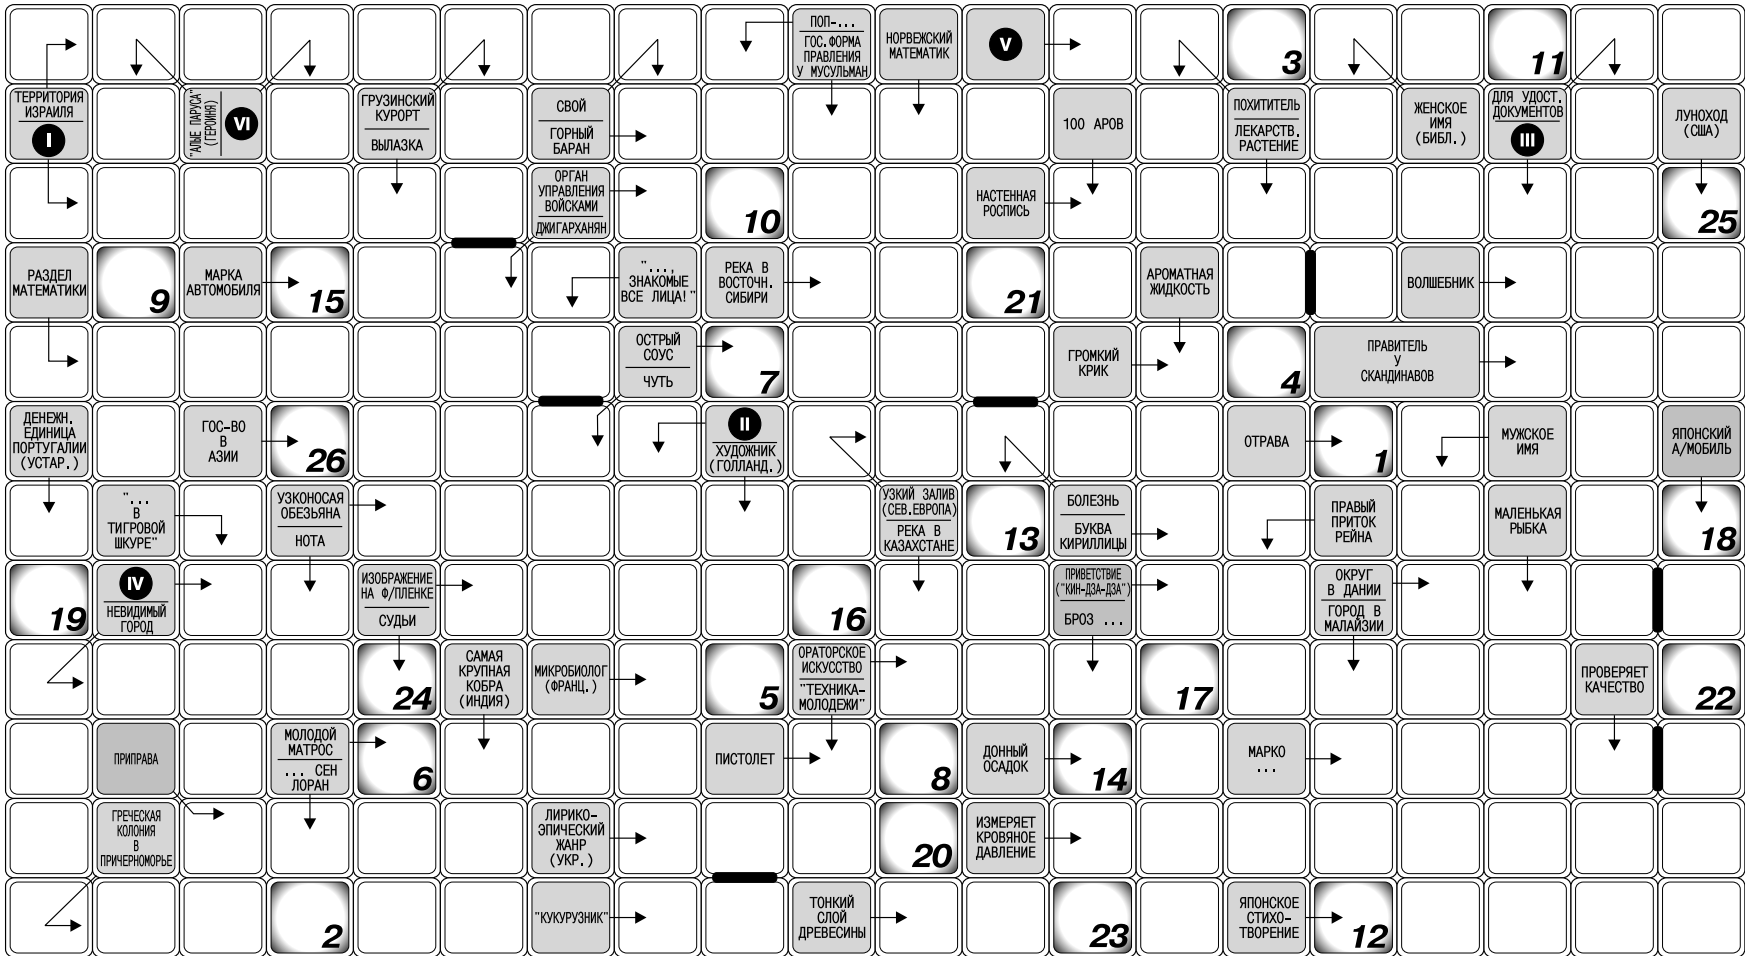 ПОП-...
ГОС.ФОРМА
ПРАВЛЕНИЯ
У МУСУЛЬМАН
НОРВЕЖСКИЙ
МАТЕМАТИК
V
3
11
ТЕРРИТОРИЯ
ИЗРАИЛЯ
I
"АЛЫЕ ПАРУСА"
(ГЕРОИНЯ)
VI
ГРУЗИНСКИЙ
КУРОРТ
ВЫЛАЗКА
СВОЙ
ГОРНЫЙ
БАРАН
100 АРОВ
ПОХИТИТЕЛЬ
ЛЕКАРСТВ.
РАСТЕНИЕ
ЖЕНСКОЕ
ИМЯ
(БИБЛ.)
ДЛЯ УДОСТ.
ДОКУМЕНТОВ
III
ЛУНОХОД
(США)
ОРГАН
УПРАВЛЕНИЯ
ВОЙСКАМИ
ДЖИГАРХАНЯН
10
НАСТЕННАЯ
РОСПИСЬ
25
РАЗДЕЛ
МАТЕМАТИКИ
9
МАРКА
АВТОМОБИЛЯ
15
"...,
ЗНАКОМЫЕ
ВСЕ ЛИЦА!"
РЕКА В
ВОСТОЧН.
СИБИРИ
21
АРОМАТНАЯ
ЖИДКОСТЬ
ВОЛШЕБНИК
ОСТРЫЙ
СОУС
ЧУТЬ
7
ГРОМКИЙ
КРИК
4
ПРАВИТЕЛЬ
У
СКАНДИНАВОВ
ДЕНЕЖН.
ЕДИНИЦА
ПОРТУГАЛИИ
(УСТАР.)
ГОС-ВО
В
АЗИИ
26
II
ХУДОЖНИК
(ГОЛЛАНД.)
ОТРАВА
1
МУЖСКОЕ
ИМЯ
ЯПОНСКИЙ
А/МОБИЛЬ
"...
В
ТИГРОВОЙ
ШКУРЕ"
УЗКОНОСАЯ
ОБЕЗЬЯНА
НОТА
УЗКИЙ ЗАЛИВ
(СЕВ.ЕВРОПА)
РЕКА В
КАЗАХСТАНЕ
13
БОЛЕЗНЬ
БУКВА
КИРИЛЛИЦЫ
ПРАВЫЙ
ПРИТОК
РЕЙНА
МАЛЕНЬКАЯ
РЫБКА
18
19
IV
НЕВИДИМЫЙ
ГОРОД
ИЗОБРАЖЕНИЕ
НА Ф/ПЛЕНКЕ
СУДЬИ
16
ПРИВЕТСТВИЕ
("КИН-ДЗА-ДЗА")
БРОЗ ...
ОКРУГ
В ДАНИИ
ГОРОД В
МАЛАЙЗИИ
24
САМАЯ
КРУПНАЯ
КОБРА
(ИНДИЯ)
МИКРОБИОЛОГ
(ФРАНЦ.)
5
ОРАТОРСКОЕ
ИСКУССТВО
"ТЕХНИКА-
МОЛОДЕЖИ"
17
ПРОВЕРЯЕТ
КАЧЕСТВО
22
ПРИПРАВА
МОЛОДОЙ
МАТРОС
... СЕН
ЛОРАН
6
ПИСТОЛЕТ
8
ДОННЫЙ
ОСАДОК
14
МАРКО
...
ГРЕЧЕСКАЯ
КОЛОНИЯ
В
ПРИЧЕРНОМОРЬЕ
ЛИРИКО-
ЭПИЧЕСКИЙ
ЖАНР
(УКР.)
20
ИЗМЕРЯЕТ
КРОВЯНОЕ
ДАВЛЕНИЕ
2
"КУКУРУЗНИК"
ТОНКИЙ
СЛОЙ
ДРЕВЕСИНЫ
23
ЯПОНСКОЕ
СТИХО-
ТВОРЕНИЕ
12